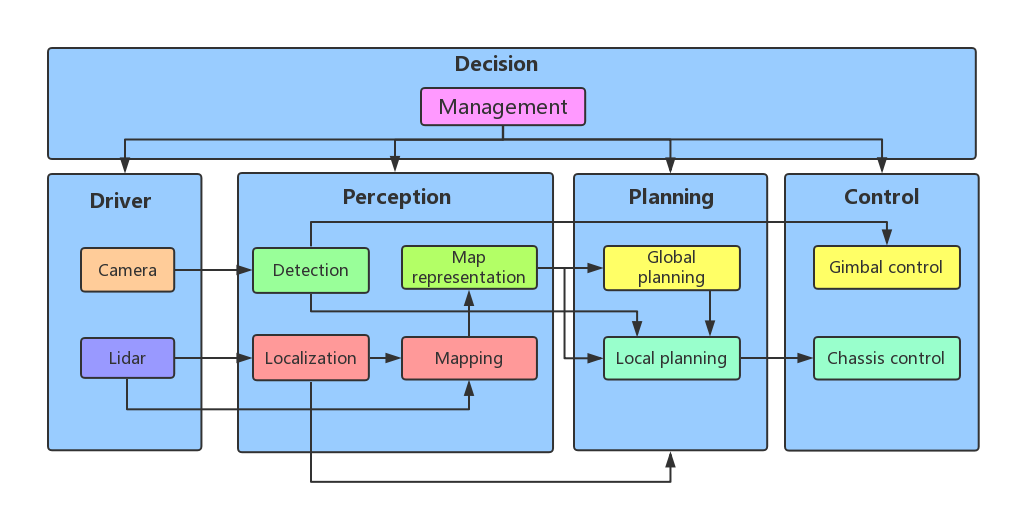 Decision
Management
Driver
Perception
Planning
Control
Camera
Detection
Map
representation
Global
planning
Gimbal control
Lidar
Localization
Mapping
Local planning
Chassis control